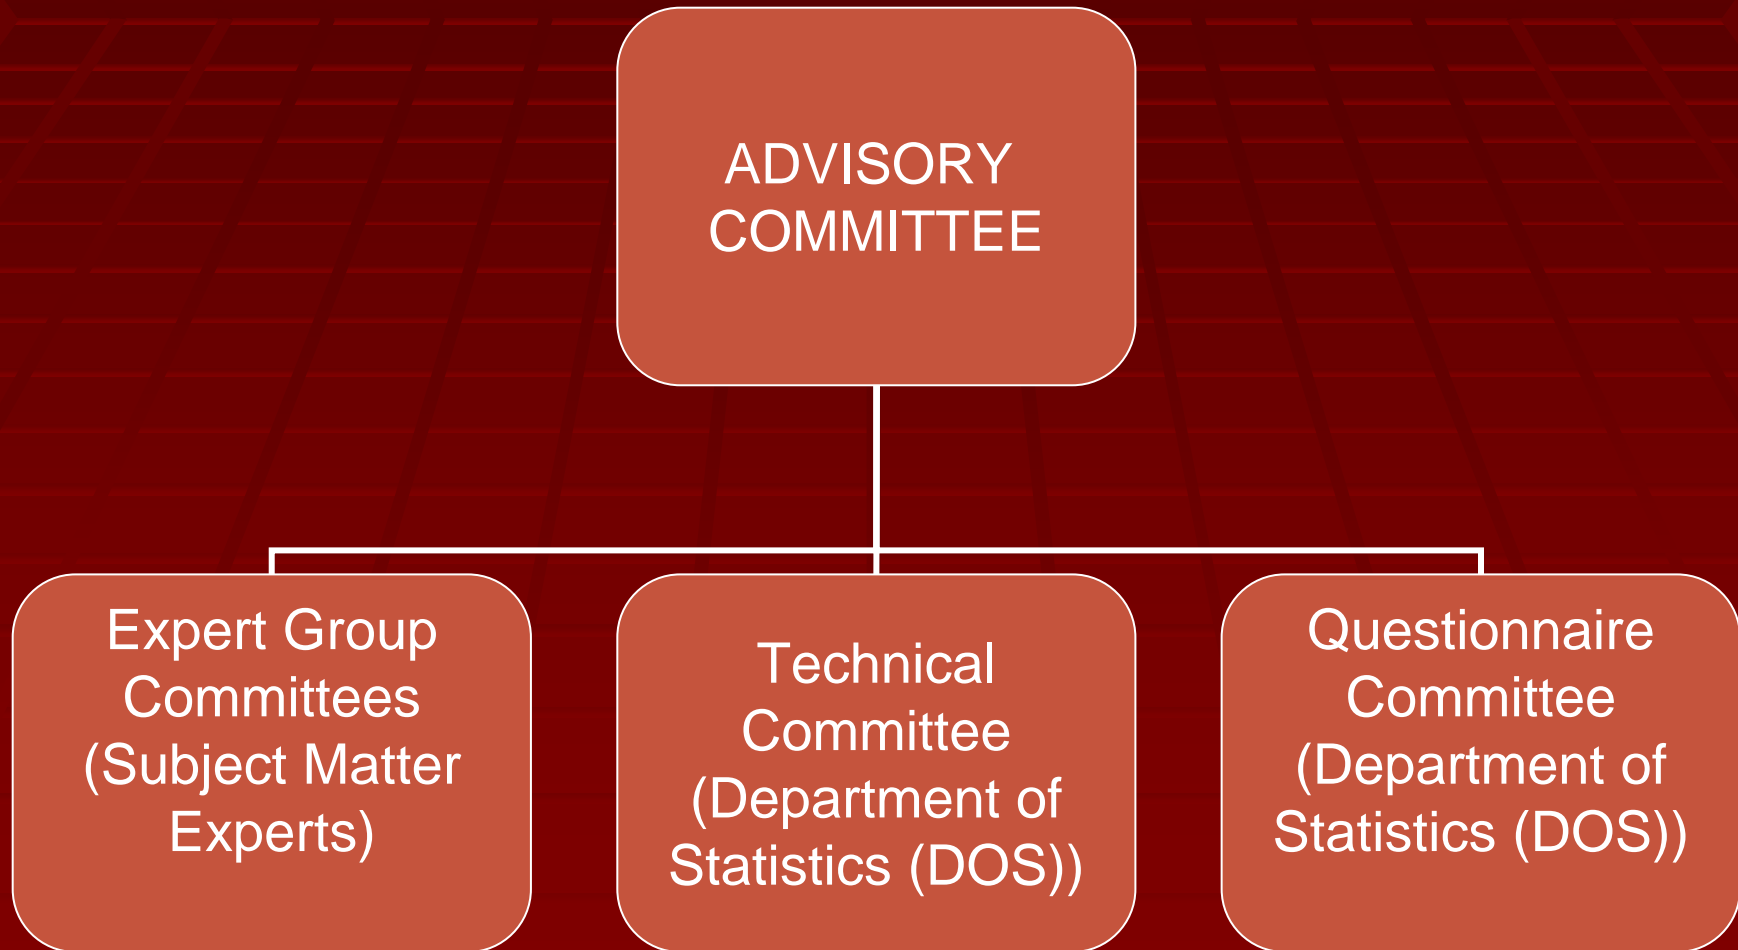 ADVISORY
COMMITTEE
Expert Group
Committees
(Subject Matter
Experts)
Technical
Committee
(Department of
Statistics (DOS))
Questionnaire
Committee
(Department of
Statistics (DOS))